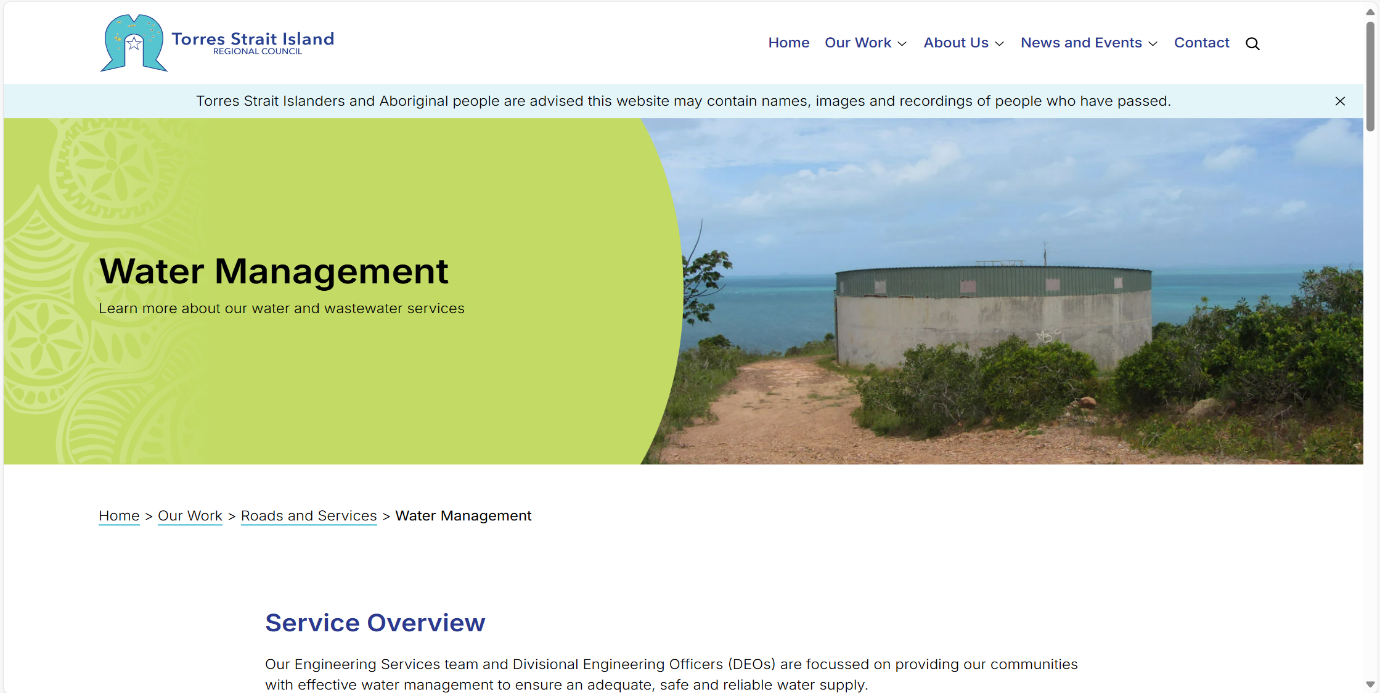 Torres Strait Island
REGIONAL COUNCIL
Home
Our Work
About Us
News and Events
Contact
Torres Strait Islanders and Aboriginal people are advised this website may contain names, images and recordings of people who have passed.
Water Management
Learn more about our water and wastewater services
Home > Our Work > Roads and Services > Water Management
Service Overview
Our Engineering Services team and Divisional Engineering Officers (DEOs) are focussed on providing our communities
with effective water management to ensure an adequate, safe and reliable water supply.